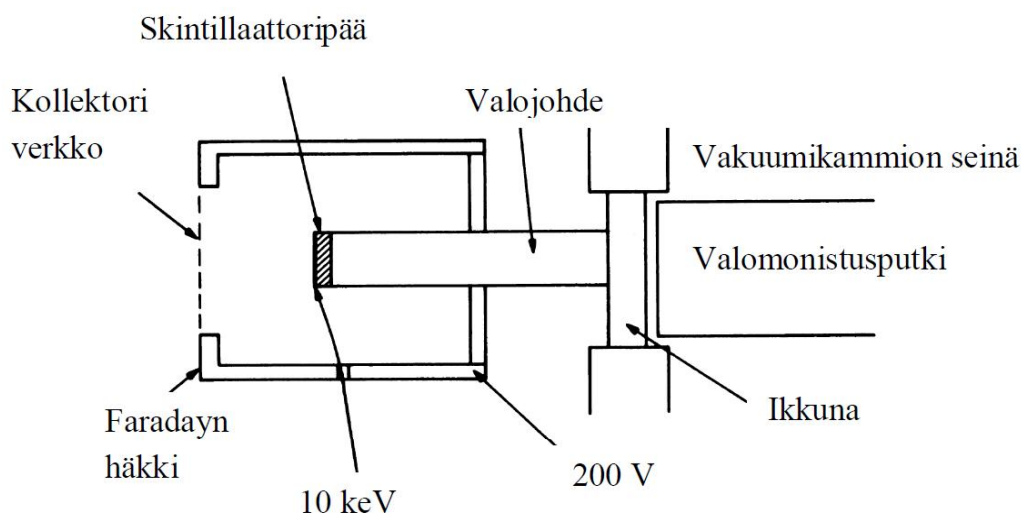 Skintillaattoripää
Kollektori
verkko
Valojohde
Vakuumikammion seinä
Valomonistusputki
Ikkuna
Faradayn
häkki
200 V
10 keV